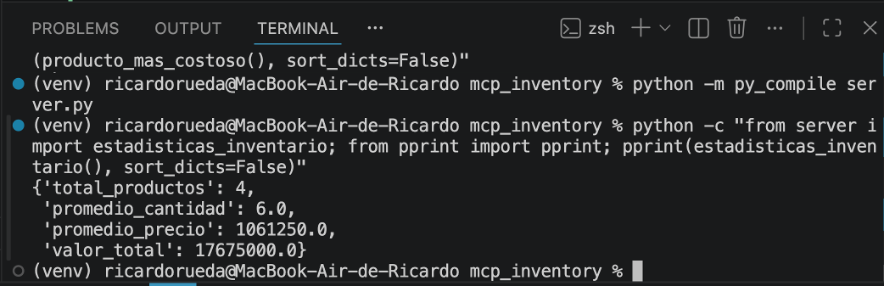 PROBLEMS OUTPUT TERMINAL ... zsh
(producto_mas_costoso(), sort_dicts=False)"
(venv) ricardorueda@MacBook-Air-de-Ricardo mcp_inventory % python -m py_compile ser
ver.py
(venv) ricardorueda@MacBook-Air-de-Ricardo mcp_inventory % python -c "from server i
mport estadisticas_inventario; from pprint import pprint; pprint(estadisticas_inven
tario(), sort_dicts=False)"
{'total_productos': 4,
 'promedio_cantidad': 6.0,
 'promedio_precio': 1061250.0,
 'valor_total': 17675000.0}
(venv) ricardorueda@MacBook-Air-de-Ricardo mcp_inventory %